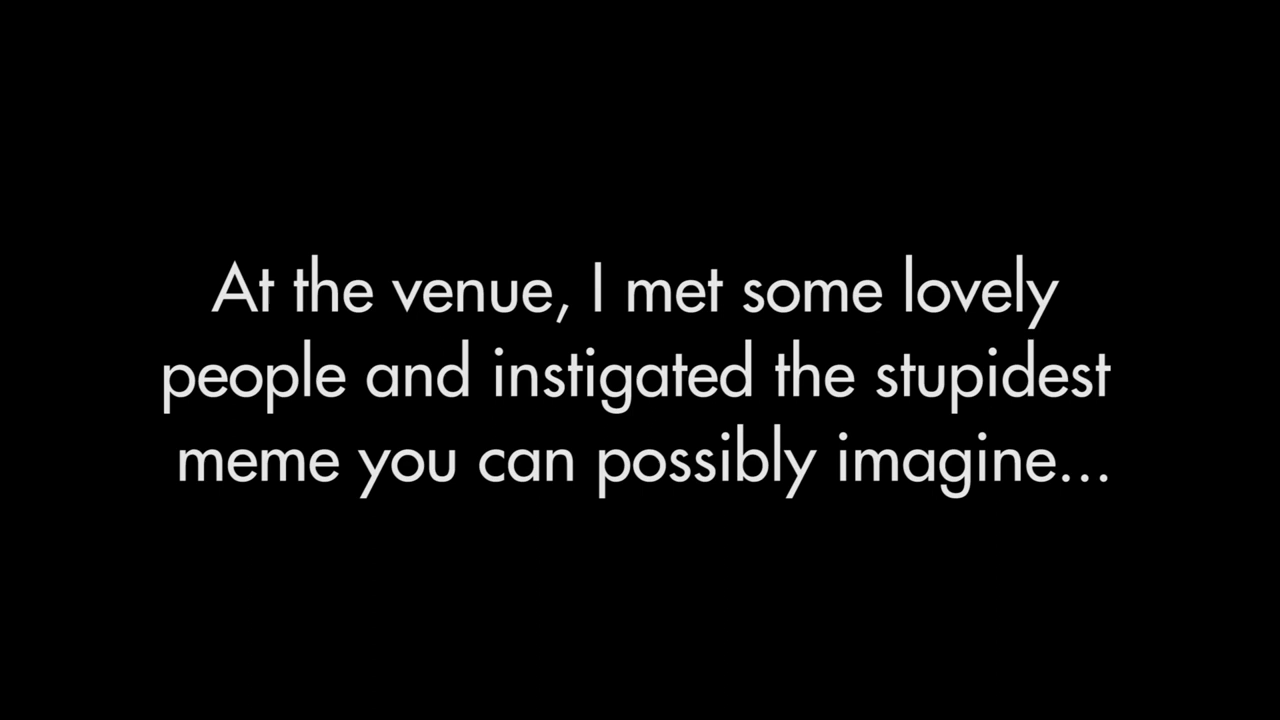 At the venue, I met some lovely
people and instigated the stupidest
meme you can possibly imagine...